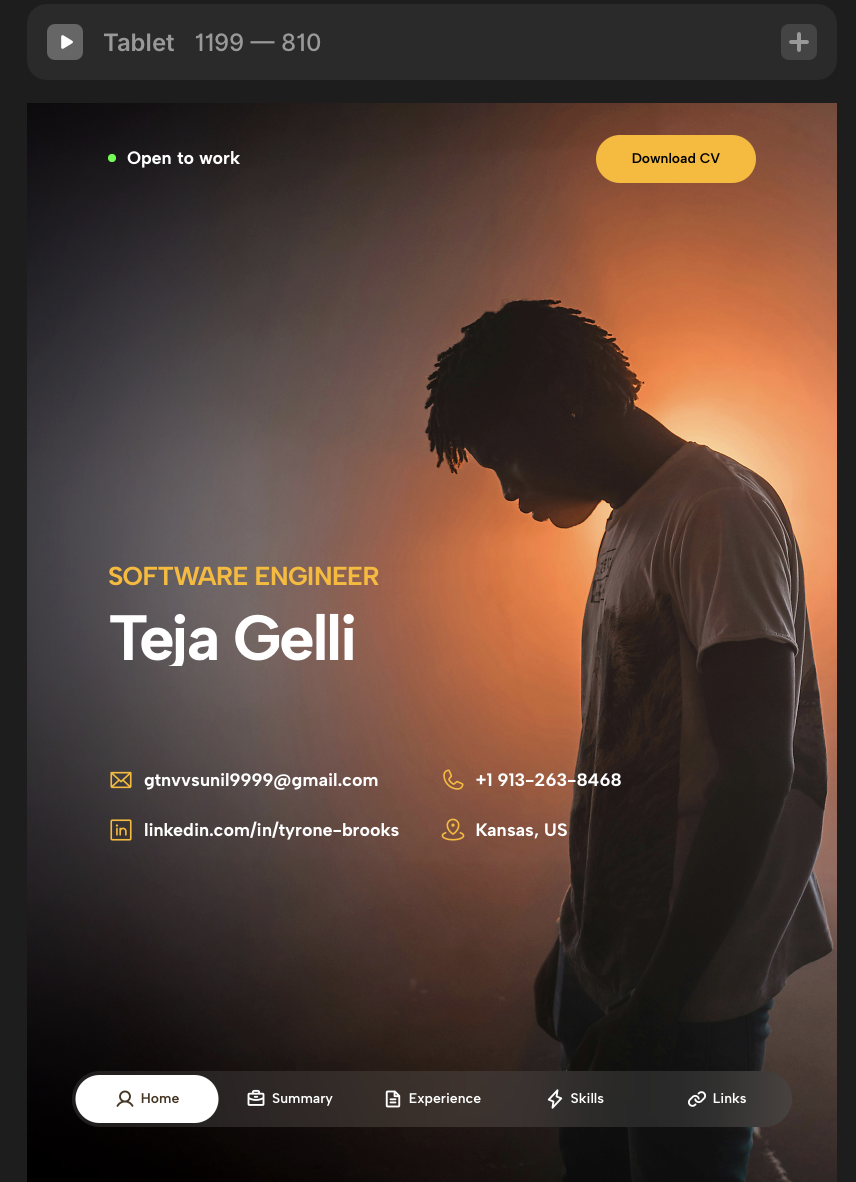 Tablet 1199 — 810
Open to work
Download CV
SOFTWARE ENGINEER
Teja Gelli
gtnvvsunil9999@gmail.com
+1 913-263-8468
linkedin.com/in/tyrone-brooks
Kansas, US
Home
Summary
Experience
Skills
Links